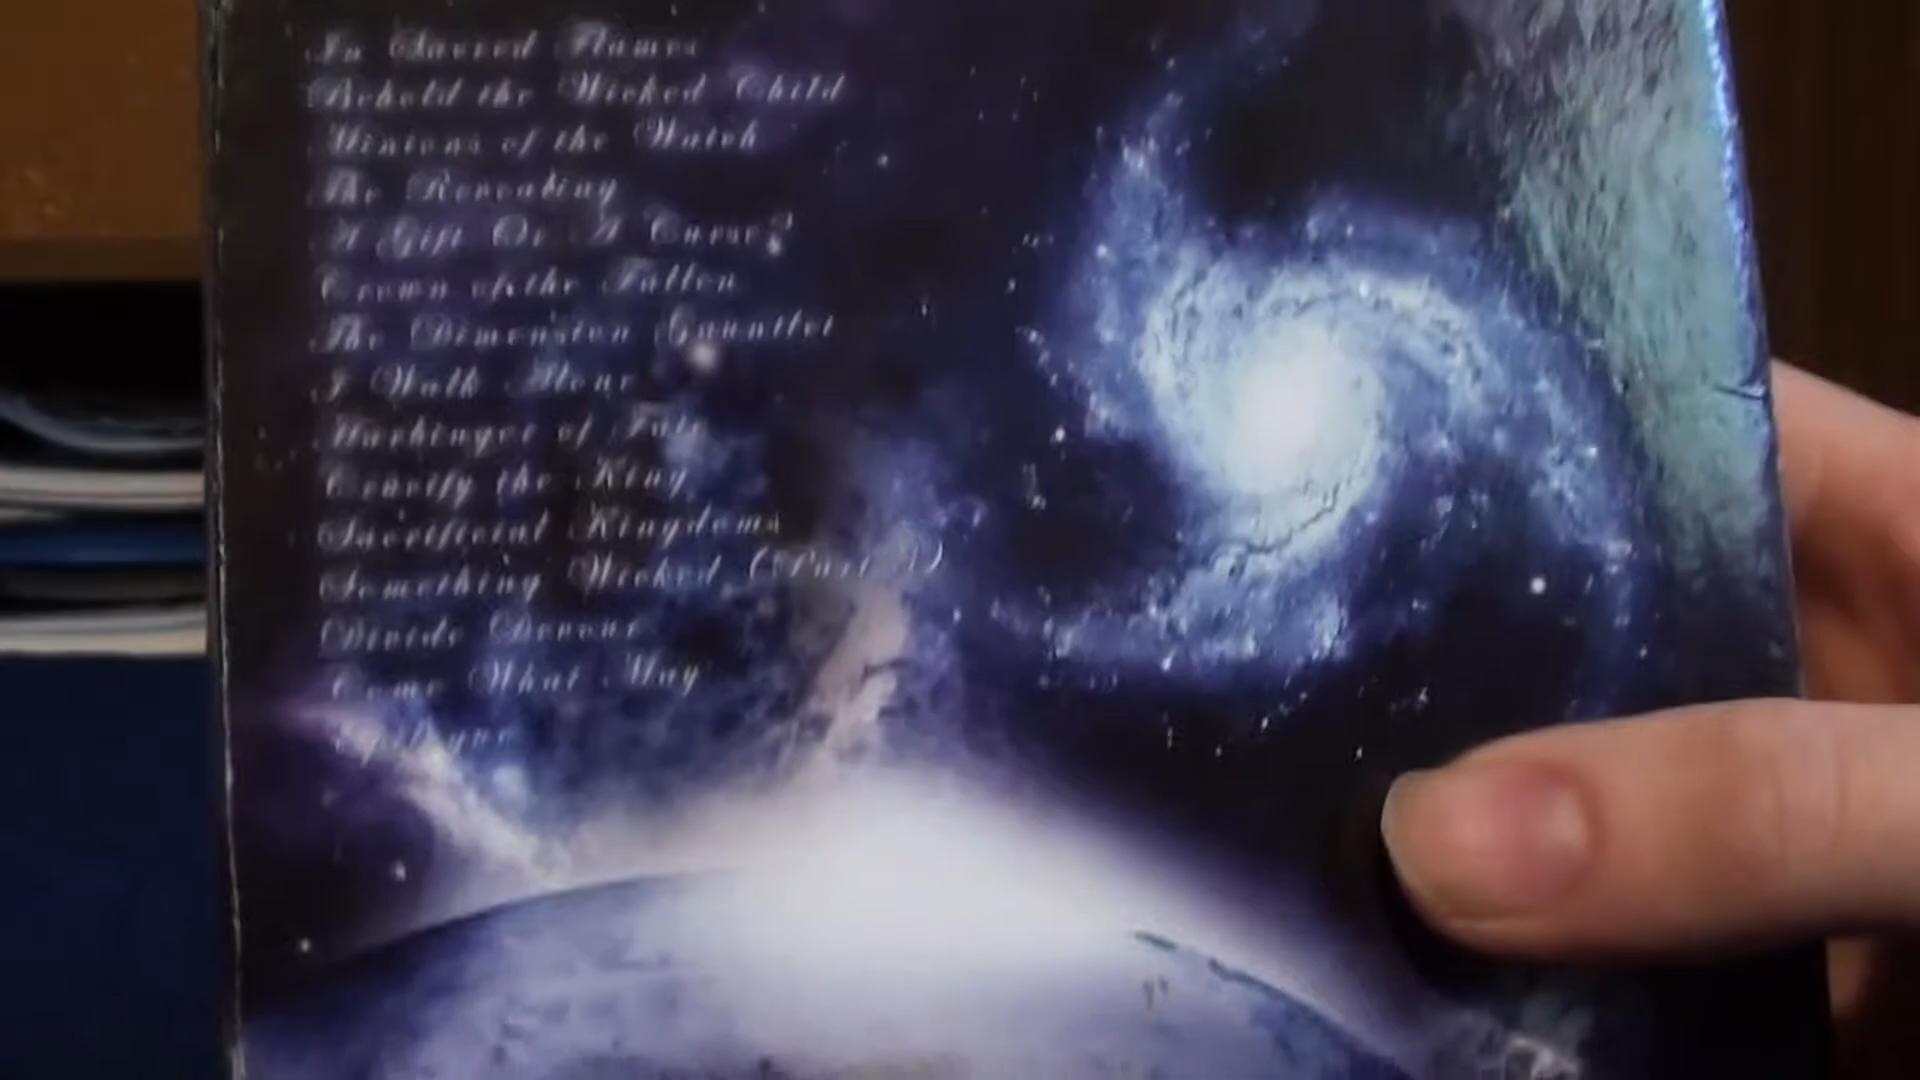 In Sacred Flames
Behold the Wicked Child
Minions of the Watch
The Revealing
A Gift Or A Curse?
Crown of the Fallen
The Dimension Gauntlet
I Walk Alone
Harbinger of Fate
Crucify the King
Sacrificial Kingdoms
Something Wicked (Part 3)
Divide Devour
Come What May
Epilogue